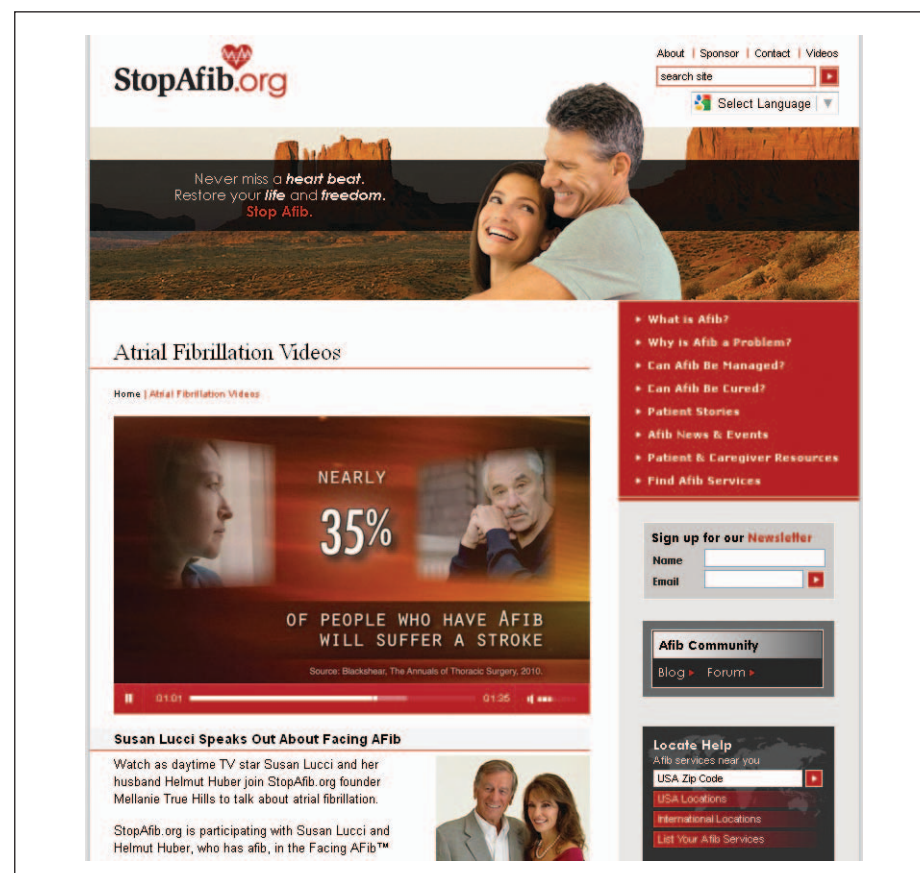 StopAfib.org
About | Sponsor | Contact | Videos
search site
Select Language
Never miss a heart beat.
Restore your life and freedom.
Stop Afib.
What is Afib?
Why is Afib a Problem?
Can Afib Be Managed?
Can Afib Be Cured?
Patient Stories
Afib News & Events
Patient & Caregiver Resources
Find Afib Services
Atrial Fibrillation Videos
Home | Atrial Fibrillation Videos
NEARLY
35%
OF PEOPLE WHO HAVE AFIB
WILL SUFFER A STROKE
Source: Blackshear, The Annuals of Thoracic Surgery, 2010.
01:01
01:25
Susan Lucci Speaks Out About Facing AFib
Watch as daytime TV star Susan Lucci and her
husband Helmut Huber join StopAfib.org founder
Mellanie True Hills to talk about atrial fibrillation.
StopAfib.org is participating with Susan Lucci and
Helmut Huber, who has afib, in the Facing AFib™
Sign up for our Newsletter
Name
Email
Afib Community
Blog Forum
Locate Help
Afib services near you
USA Zip Code
USA Locations
International Locations
List Your Afib Services